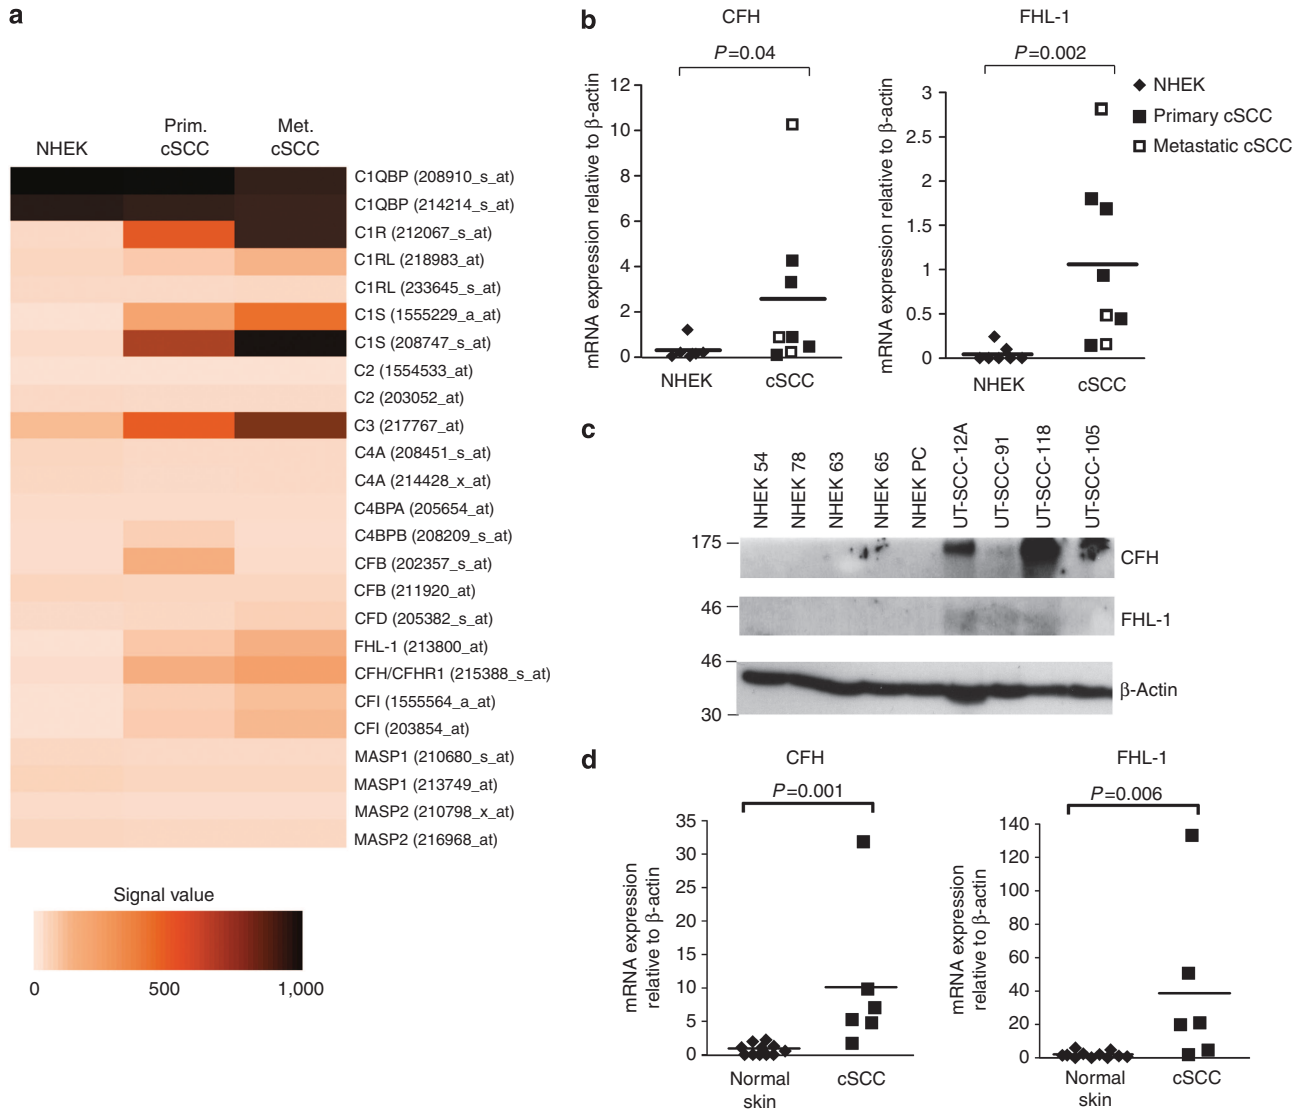 a
NHEK
Prim.
cSCC
Met.
cSCC
C1QBP (208910_s_at)
C1QBP (214214_s_at)
C1R (212067_s_at)
C1RL (218983_at)
C1RL (233645_s_at)
C1S (1555229_a_at)
C1S (208747_s_at)
C2 (1554533_at)
C2 (203052_at)
C3 (217767_at)
C4A (208451_s_at)
C4A (214428_x_at)
C4BPA (205654_at)
C4BPB (208209_s_at)
CFB (202357_s_at)
CFB (211920_at)
CFD (205382_s_at)
FHL-1 (213800_at)
CFH/CFHR1 (215388_s_at)
CFI (1555564_a_at)
CFI (203854_at)
MASP1 (210680_s_at)
MASP1 (213749_at)
MASP2 (210798_x_at)
MASP2 (216968_at)
Signal value
0 500 1,000
b
CFH
P=0.04
mRNA expression relative to β-actin
12
10
8
6
4
2
0
NHEK cSCC
FHL-1
P=0.002
mRNA expression relative to β-actin
3
2.5
2
1.5
1
0.5
0
NHEK cSCC
NHEK
Primary cSCC
Metastatic cSCC
c
NHEK 54
NHEK 78
NHEK 63
NHEK 65
NHEK PC
UT-SCC-12A
UT-SCC-91
UT-SCC-118
UT-SCC-105
175
CFH
46
FHL-1
46
β-Actin
30
d
CFH
P=0.001
mRNA expression
relative to β-actin
35
30
25
20
15
10
5
0
Normal
skin
cSCC
FHL-1
P=0.006
mRNA expression
relative to β-actin
140
120
100
80
60
40
20
0
Normal
skin
cSCC